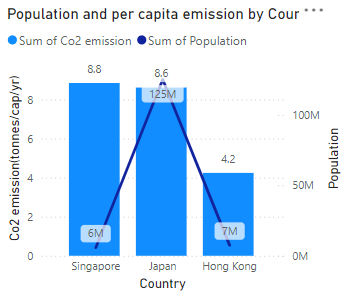 Population and per capita emission by Cour
Sum of Co2 emission Sum of Population
Co2 emission(tonnes/cap/yr)
8
6
4
2
0
8.8
8.6
4.2
6M
125M
7M
100M
50M
0M
Population
Singapore Japan Hong Kong
Country